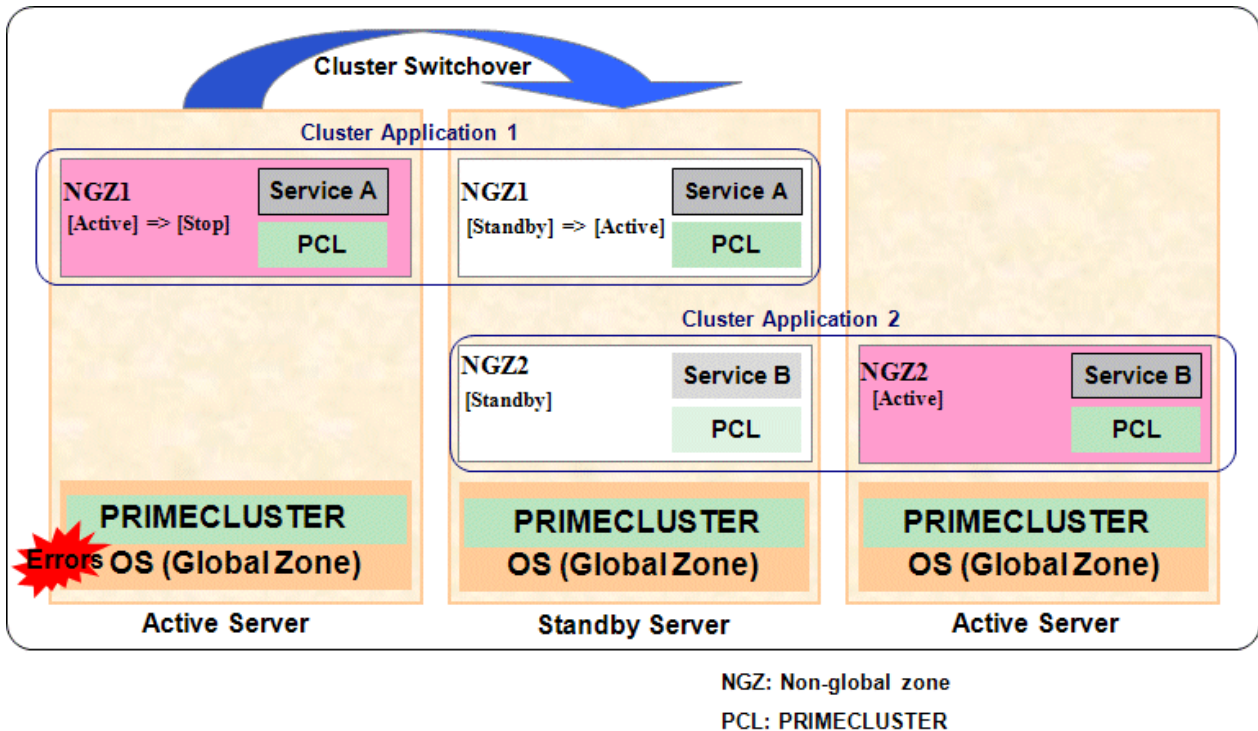 Cluster Switchover
Cluster Application 1
NGZ1
[Active] => [Stop]
Service A
PCL
NGZ1
[Standby] => [Active]
Service A
PCL
Cluster Application 2
NGZ2
[Standby]
Service B
PCL
NGZ2
[Active]
Service B
PCL
PRIMECLUSTER
Errors OS (Global Zone)
PRIMECLUSTER
OS (Global Zone)
PRIMECLUSTER
OS (Global Zone)
Active Server
Standby Server
Active Server
NGZ: Non-global zone
PCL: PRIMECLUSTER